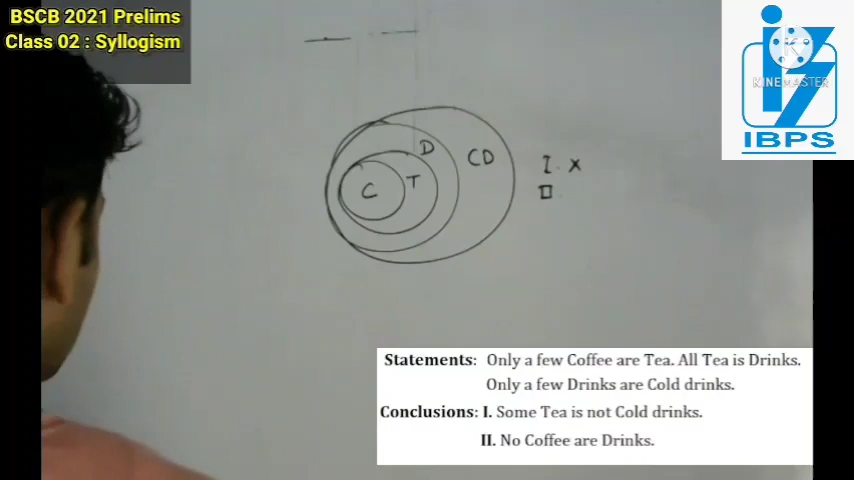 BSCB 2021 Prelims
Class 02 : Syllogism
KINEMASTER
IBPS
C T D CD
I. x
II.
Statements: Only a few Coffee are Tea. All Tea is Drinks.
Only a few Drinks are Cold drinks.
Conclusions: I. Some Tea is not Cold drinks.
II. No Coffee are Drinks.